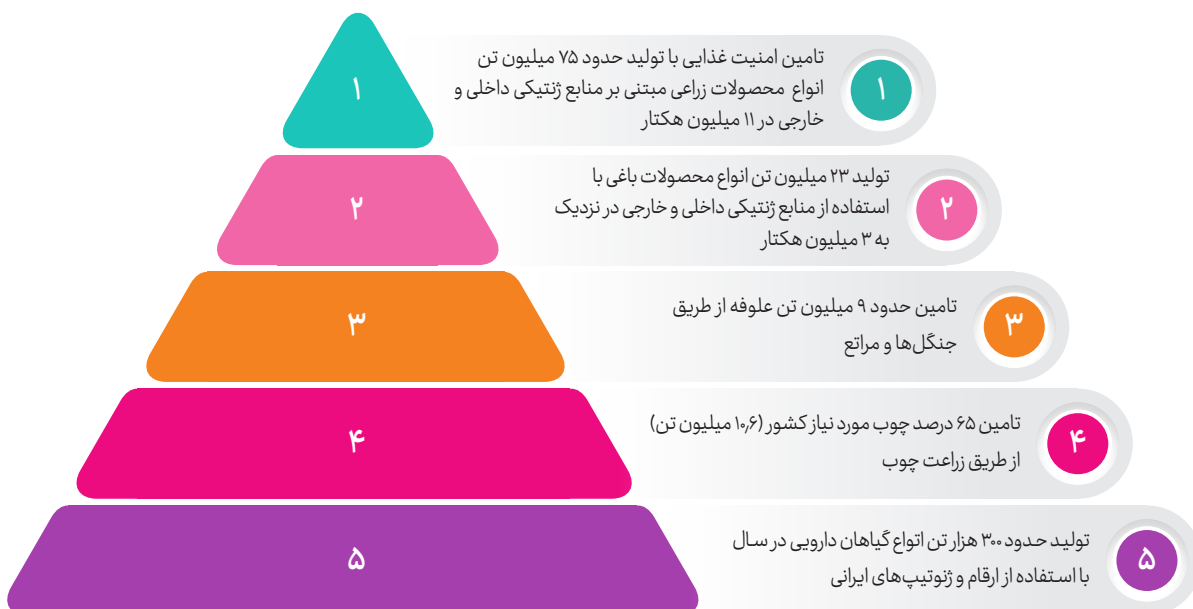 ۱
۱
تامین امنیت غذایی با تولید حدود ۷۵ میلیون تن
انواع محصولات زراعی مبتنی بر منابع ژنتیکی داخلی و
خارجی در ۱۱ میلیون هکتار
۲
۲
تولید ۲۳ میلیون تن انواع محصولات باغی با
استفاده از منابع ژنتیکی داخلی و خارجی در نزدیک
به ۳ میلیون هکتار
۳
۳
تامین حدود ۹ میلیون تن علوفه از طریق
جنگل‌ها و مراتع
۴
۴
تامین ۶۵ درصد چوب مورد نیاز کشور (۱۰٫۶ میلیون تن)
از طریق زراعت چوب
۵
۵
تولید حدود ۳۰۰ هزار تن اتواع گیاهان دارویی در سال
با استفاده از ارقام و ژنوتیپ‌های ایرانی